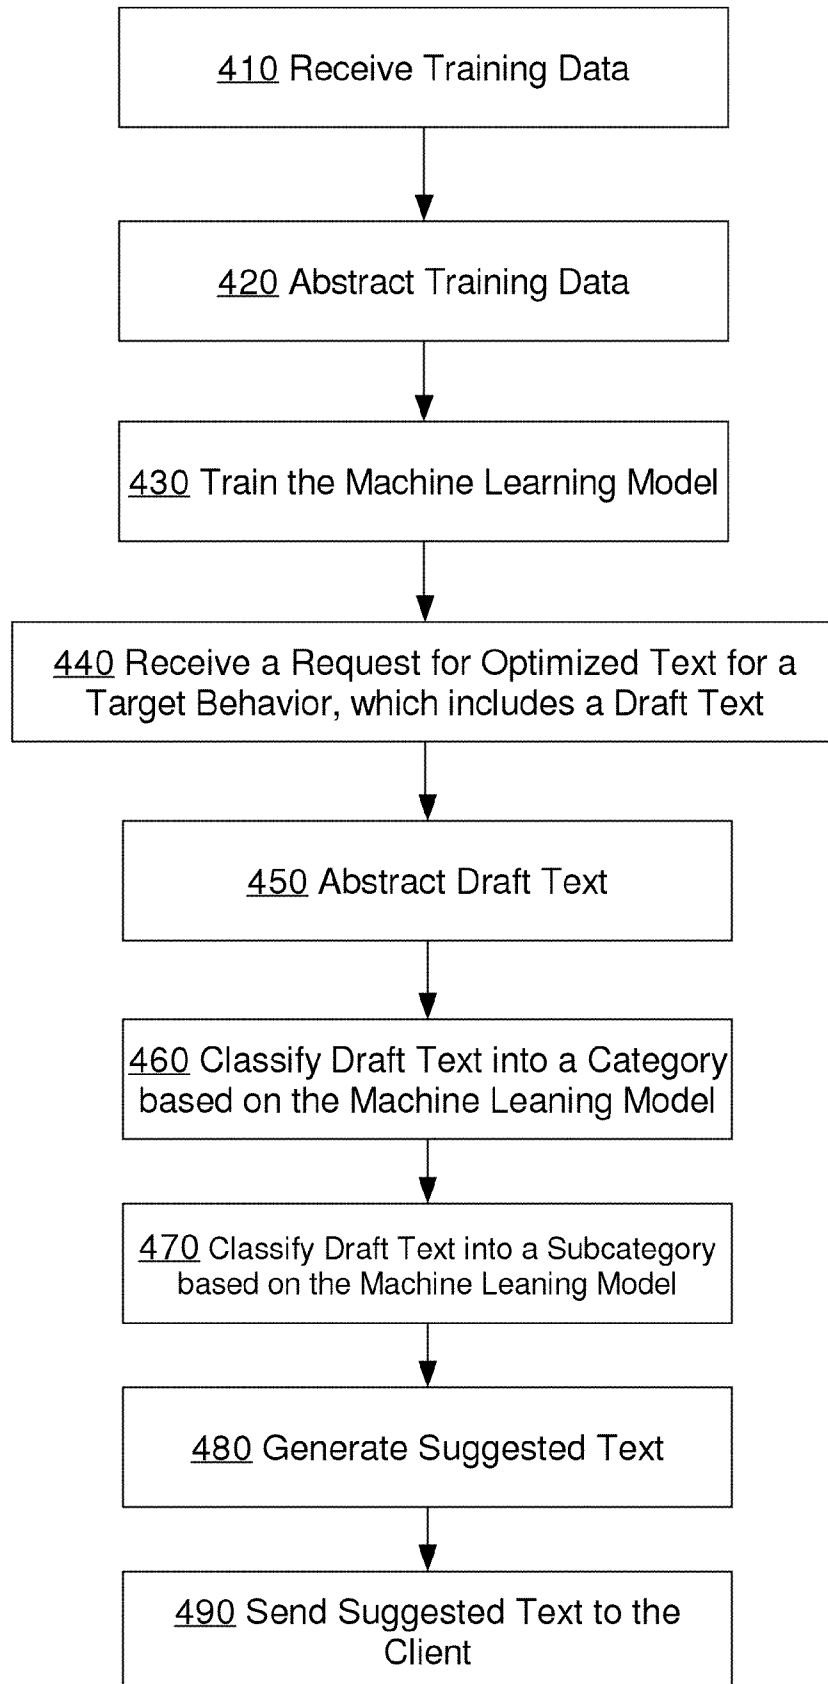 410 Receive Training Data
420 Abstract Training Data
430 Train the Machine Learning Model
440 Receive a Request for Optimized Text for a
Target Behavior, which includes a Draft Text
450 Abstract Draft Text
460 Classify Draft Text into a Category
based on the Machine Leaning Model
470 Classify Draft Text into a Subcategory
based on the Machine Leaning Model
480 Generate Suggested Text
490 Send Suggested Text to the
Client